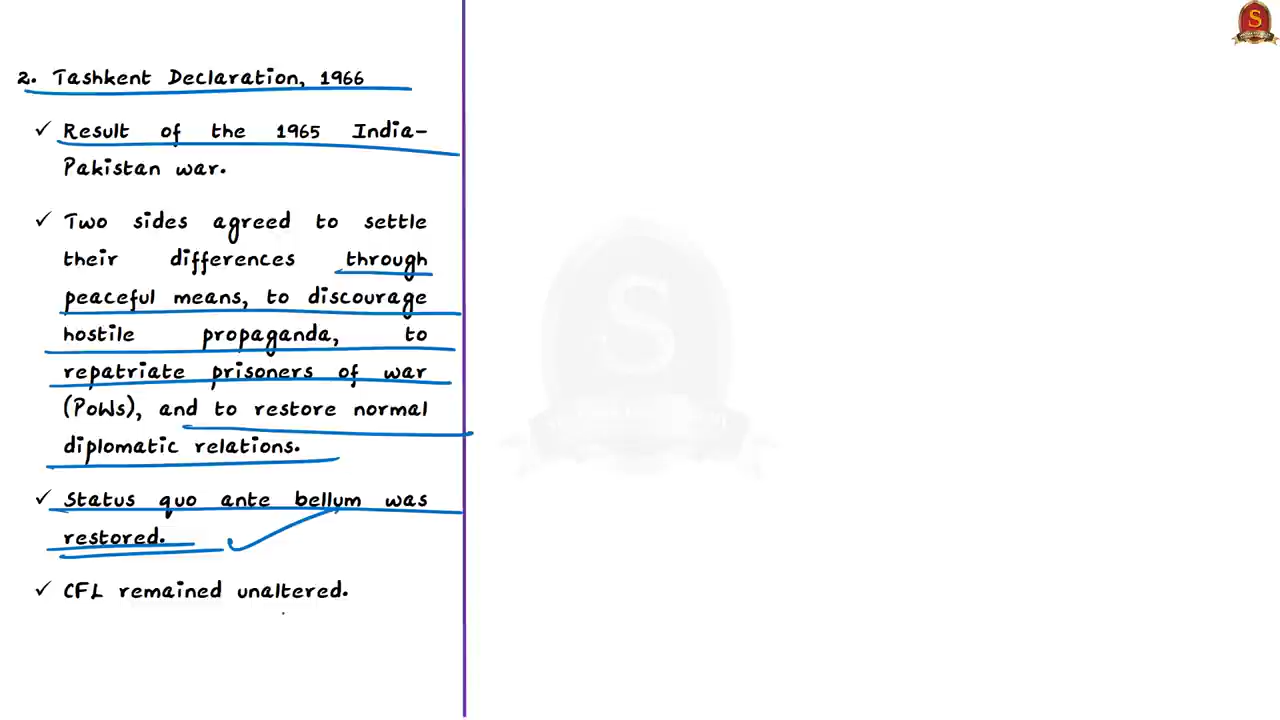 2. Tashkent Declaration, 1966
✓ Result of the 1965 India-
Pakistan war.
✓ Two sides agreed to settle
their differences through
peaceful means, to discourage
hostile propaganda, to
repatriate prisoners of war
(PoWs), and to restore normal
diplomatic relations.
✓ Status quo ante bellum was
restored.
✓ CFL remained unaltered.
S